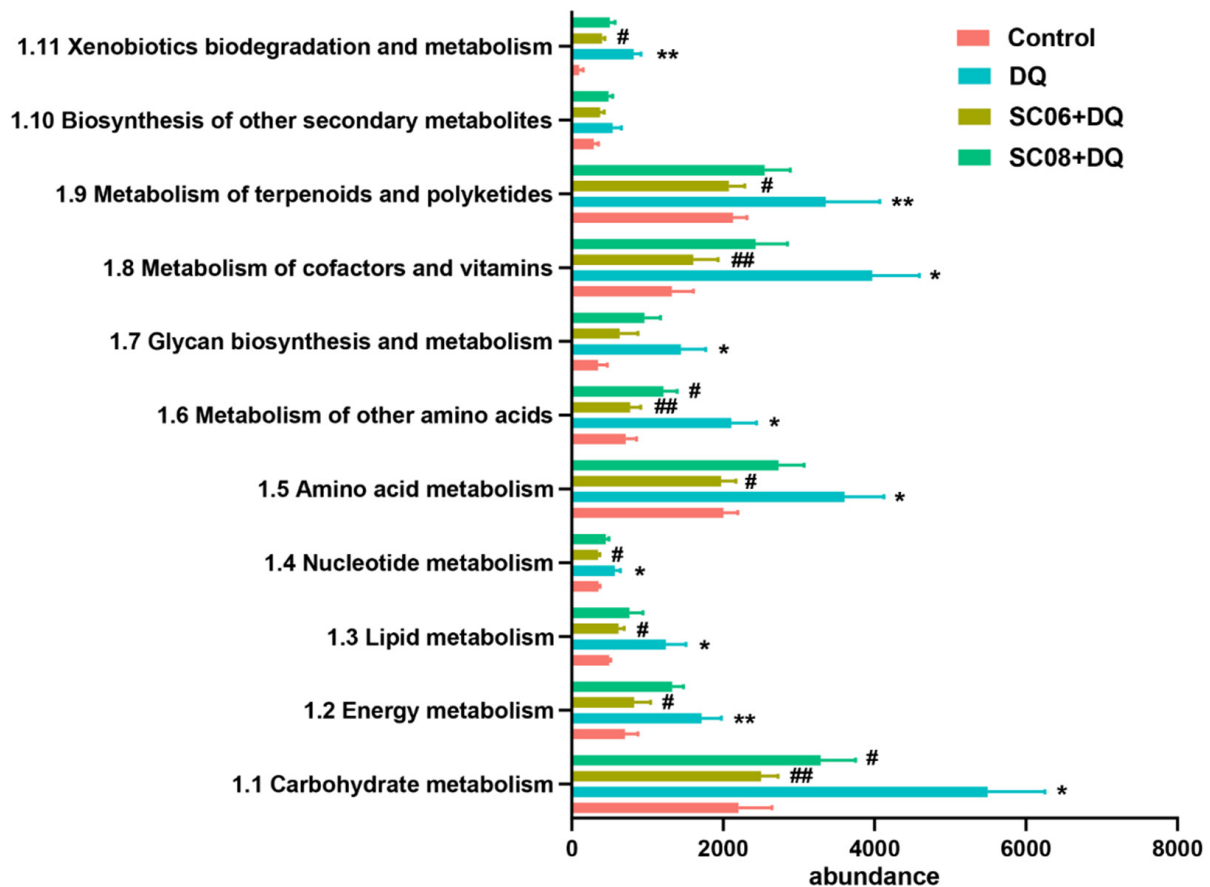 1.11 Xenobiotics biodegradation and metabolism
#
**
1.10 Biosynthesis of other secondary metabolites
1.9 Metabolism of terpenoids and polyketides
#
**
1.8 Metabolism of cofactors and vitamins
##
*
1.7 Glycan biosynthesis and metabolism
*
1.6 Metabolism of other amino acids
#
##
*
1.5 Amino acid metabolism
#
*
1.4 Nucleotide metabolism
#
*
1.3 Lipid metabolism
#
*
1.2 Energy metabolism
#
**
1.1 Carbohydrate metabolism
#
##
*
0 2000 4000 6000 8000
abundance
Control
DQ
SC06+DQ
SC08+DQ